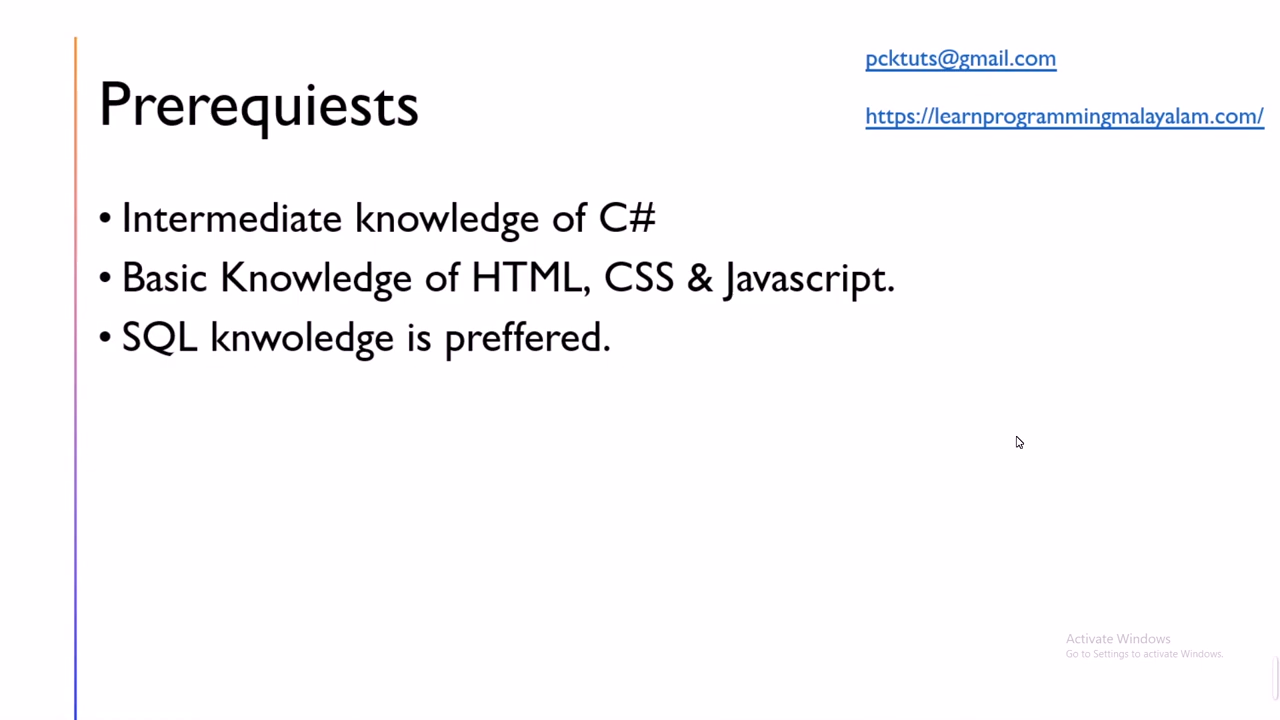 pcktuts@gmail.com
Prerequiests
https://learnprogrammingmalayalam.com/
• Intermediate knowledge of C#
• Basic Knowledge of HTML, CSS & Javascript.
• SQL knwoledge is preffered.
Activate Windows
Go to Settings to activate Windows.